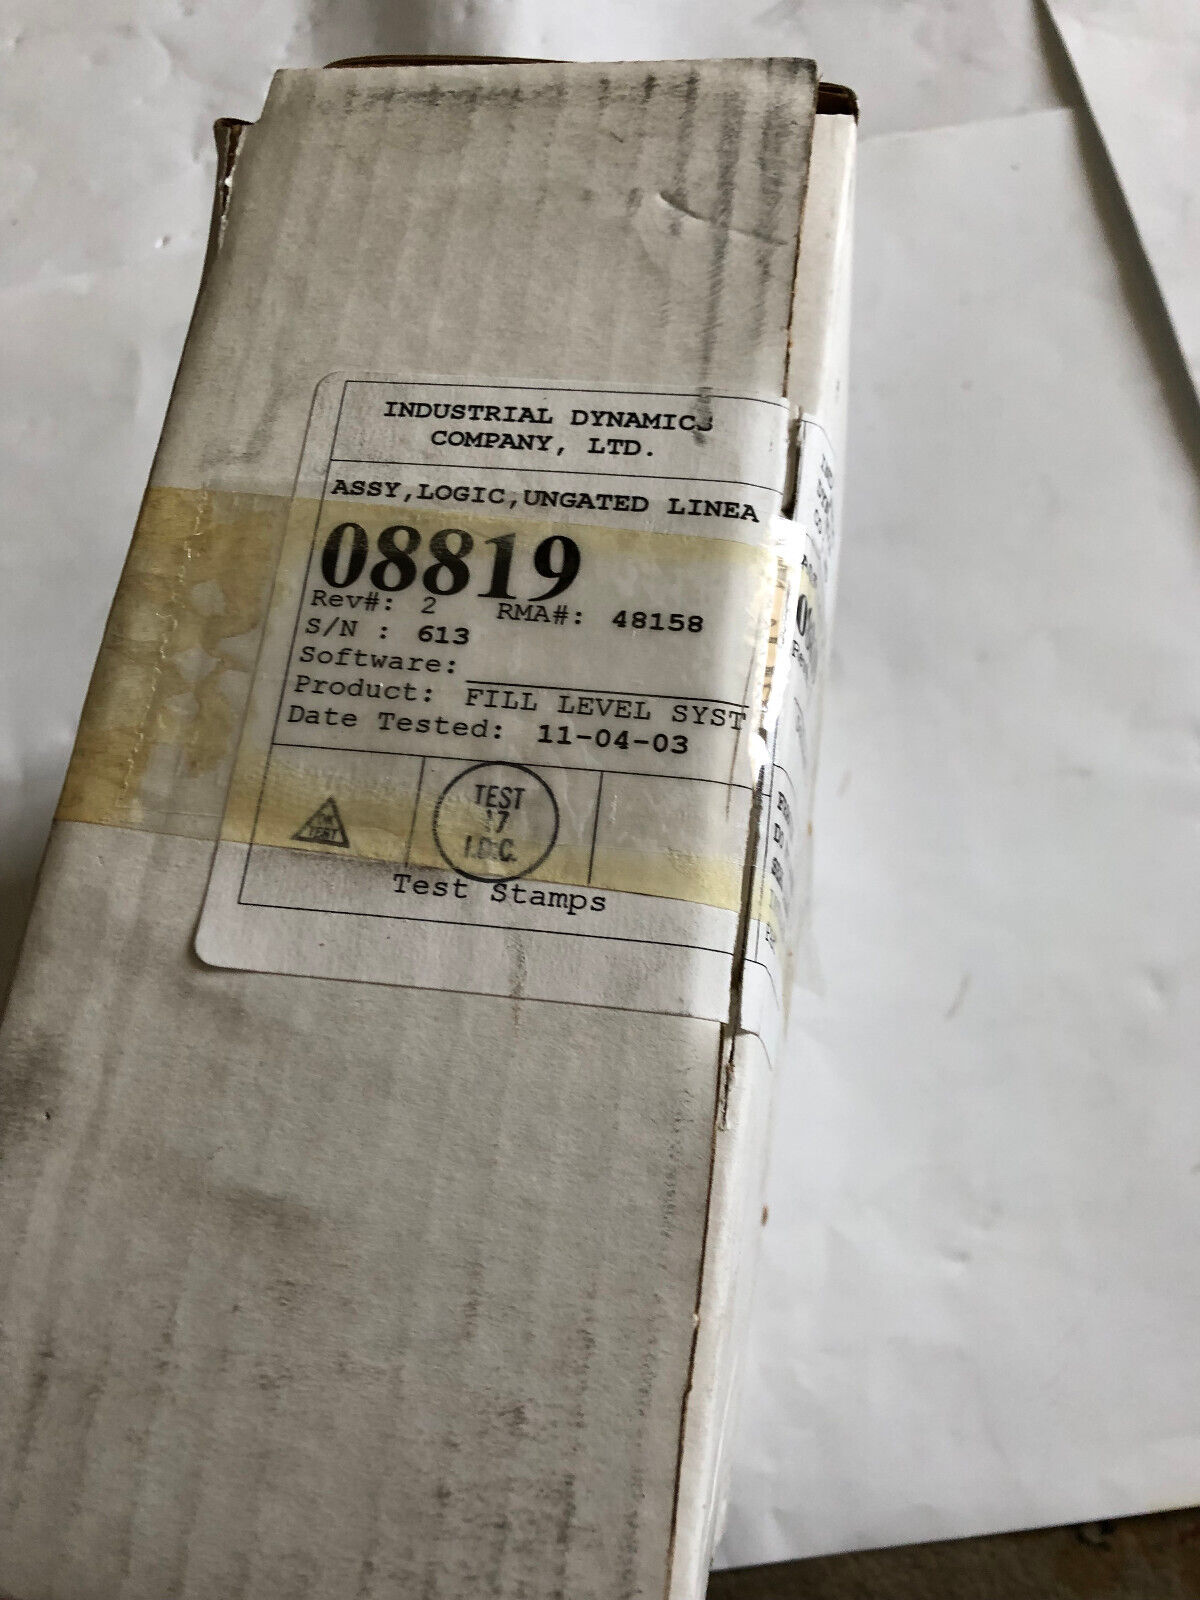 INDUSTRIAL DYNAMICS
COMPANY, LTD.
ASSY,LOGIC,UNGATED LINEA
08819
Rev#: 2 RMA#: 48158
S/N : 613
Software:
Product: FILL LEVEL SYST
Date Tested: 11-04-03
TEST
TEST
17
I.D.C.
Test Stamps